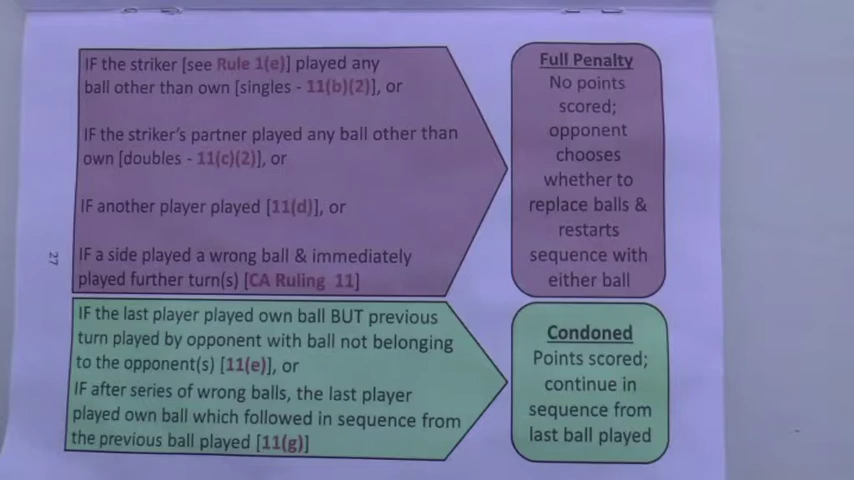 IF the striker [see Rule 1(e)] played any
ball other than own [singles - 11(b)(2)], or
IF the striker's partner played any ball other than
own [doubles - 11(c)(2)], or
IF another player played [11(d)], or
IF a side played a wrong ball & immediately
played further turn(s) [CA Ruling 11]
Full Penalty
No points
scored;
opponent
chooses
whether to
replace balls &
restarts
sequence with
either ball
IF the last player played own ball BUT previous
turn played by opponent with ball not belonging
to the opponent(s) [11(e)], or
IF after series of wrong balls, the last player
played own ball which followed in sequence from
the previous ball played [11(g)]
Condoned
Points scored;
continue in
sequence from
last ball played
27